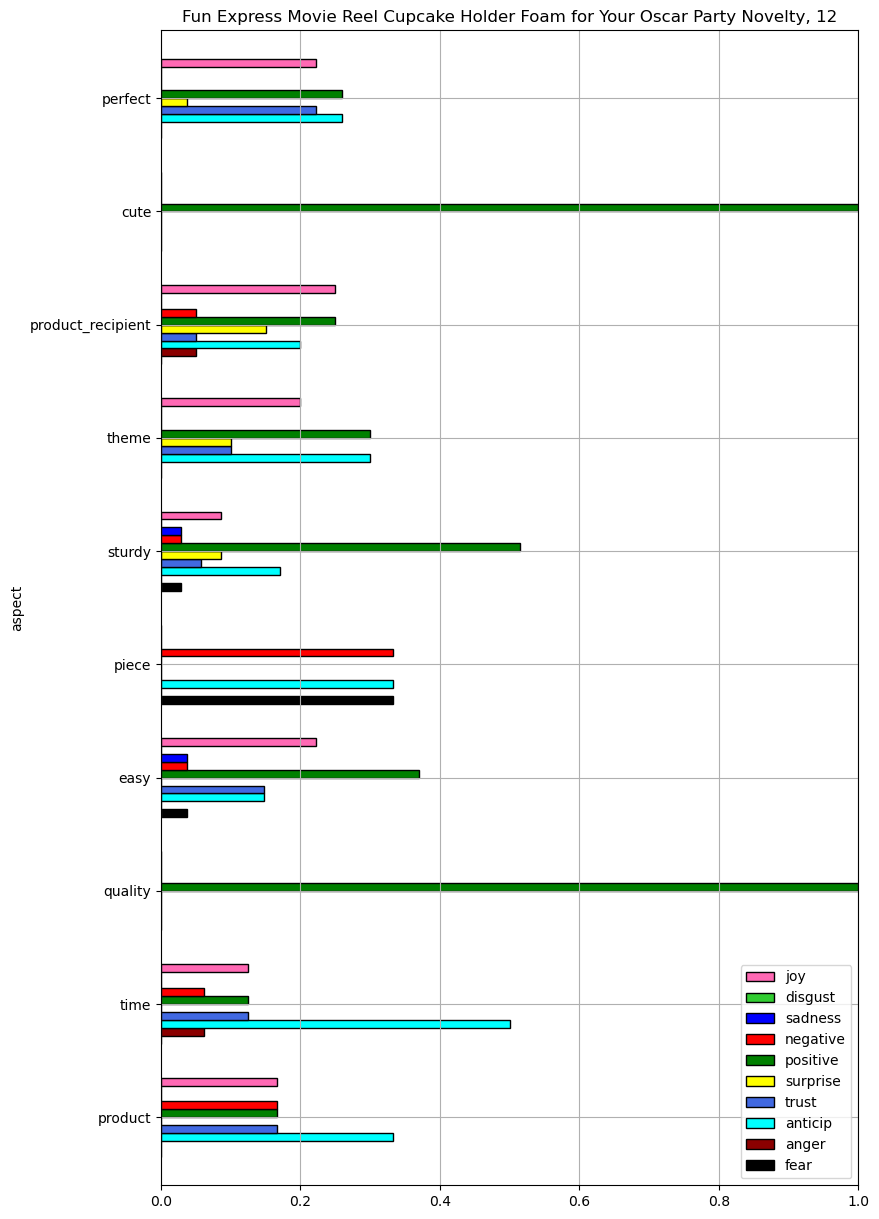 Fun Express Movie Reel Cupcake Holder Foam for Your Oscar Party Novelty, 12
aspect
perfect
cute
product_recipient
theme
sturdy
piece
easy
quality
time
product
joy
disgust
sadness
negative
positive
surprise
trust
anticip
anger
fear
0.0 0.2 0.4 0.6 0.8 1.0